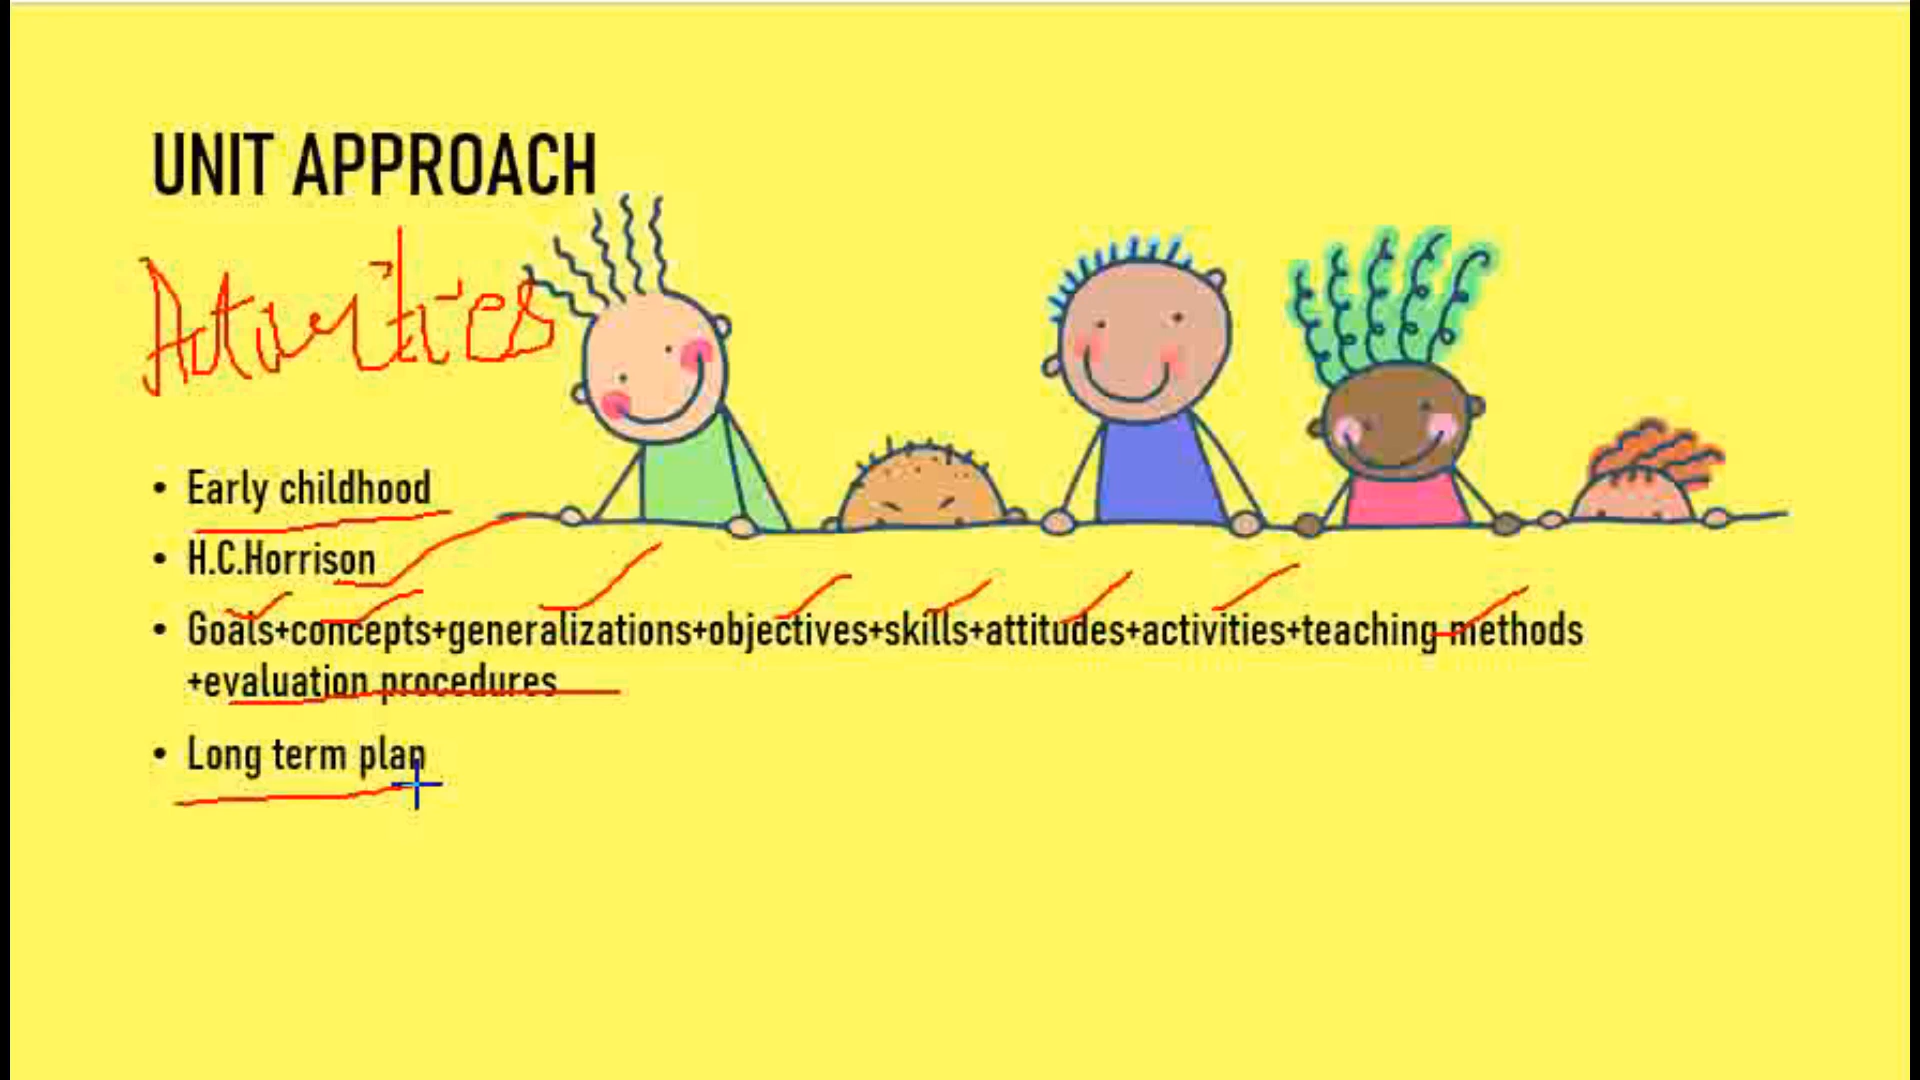 UNIT APPROACH
Activities
• Early childhood
• H.C.Horrison
• Goals+concepts+generalizations+objectives+skills+attitudes+activities+teaching methods
+evaluation procedures
• Long term plan